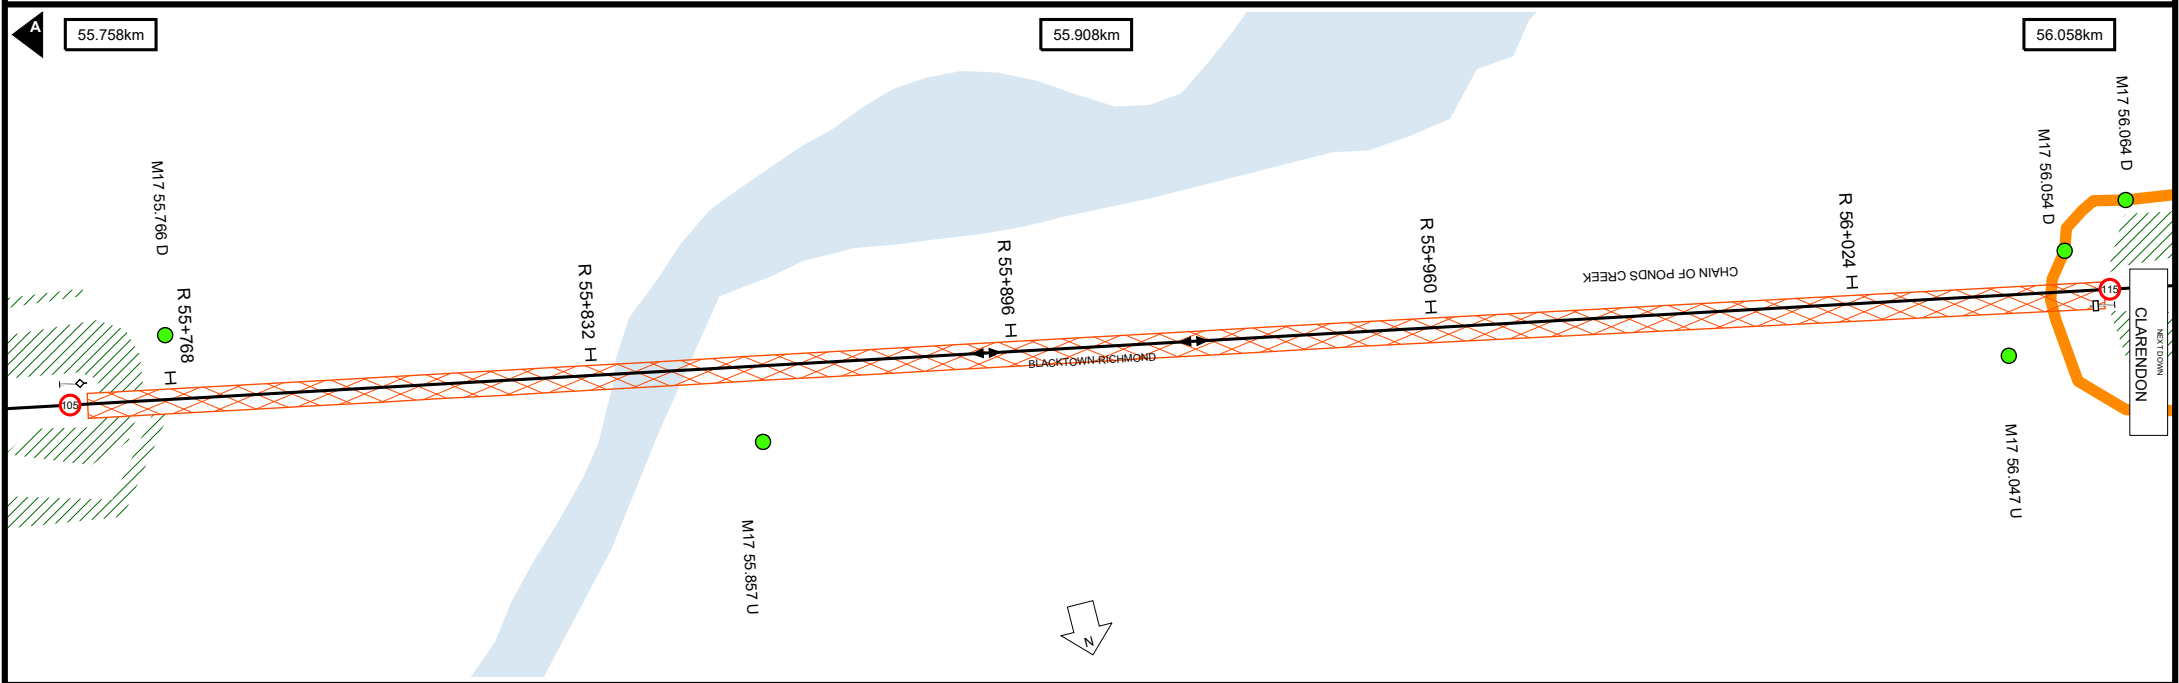 A
55.758km
55.908km
56.058km
M17 55.766 D
R 55+768
105
R 55+832
M17 55.857 U
R 55+896
BLACKTOWN-RICHMOND
R 55+960
CHAIN OF PONDS CREEK
R 56+024
M17 56.054 D
M17 56.064 D
115
M17 56.047 U
NEXT DOWN
CLARENDON
N